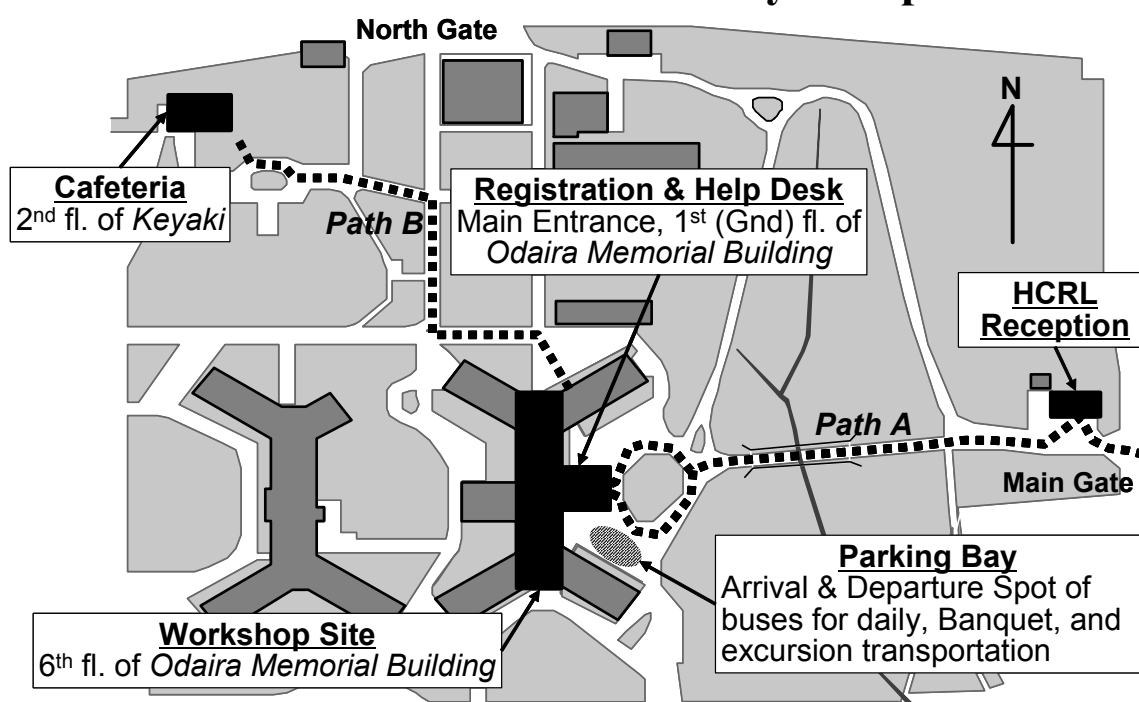 North Gate
N
Cafeteria
2nd fl. of Keyaki
Path B
Registration & Help Desk
Main Entrance, 1st (Gnd) fl. of
Odaira Memorial Building
HCRL
Reception
Path A
Main Gate
Parking Bay
Arrival & Departure Spot of
buses for daily, Banquet, and
excursion transportation
Workshop Site
6th fl. of Odaira Memorial Building